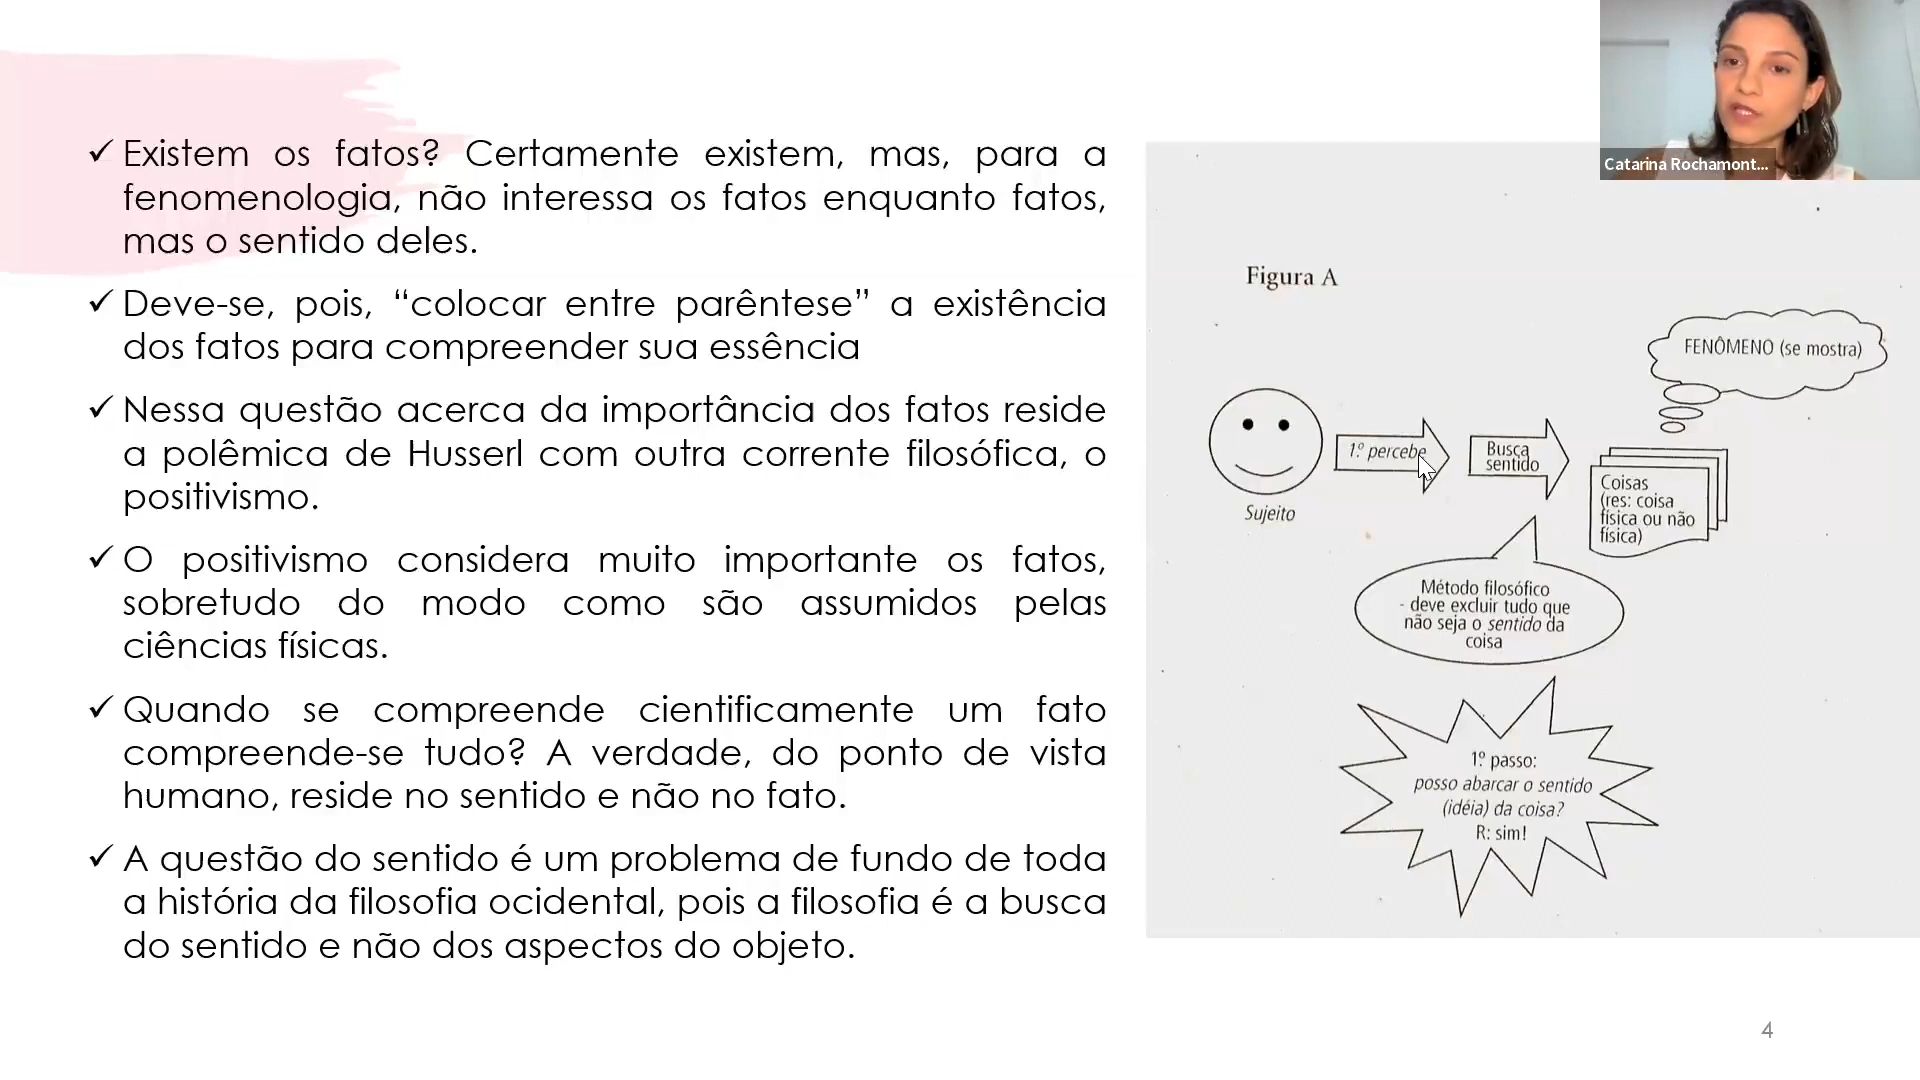 ✓ Existem os fatos? Certamente existem, mas, para a
fenomenologia, não interessa os fatos enquanto fatos,
mas o sentido deles.
✓ Deve-se, pois, “colocar entre parêntese” a existência
dos fatos para compreender sua essência
✓ Nessa questão acerca da importância dos fatos reside
a polêmica de Husserl com outra corrente filosófica, o
positivismo.
✓ O positivismo considera muito importante os fatos,
sobretudo do modo como são assumidos pelas
ciências físicas.
✓ Quando se compreende cientificamente um fato
compreende-se tudo? A verdade, do ponto de vista
humano, reside no sentido e não no fato.
✓ A questão do sentido é um problema de fundo de toda
a história da filosofia ocidental, pois a filosofia é a busca
do sentido e não dos aspectos do objeto.
Catarina Rochamont...
Figura A
FENÔMENO (se mostra)
1º percebe
Busca
sentido
Sujeito
Coisas
(res: coisa
física ou não
física)
Método filosófico
- deve excluir tudo que
não seja o sentido da
coisa
1º passo:
posso abarcar o sentido
(idéia) da coisa?
R: sim!
4